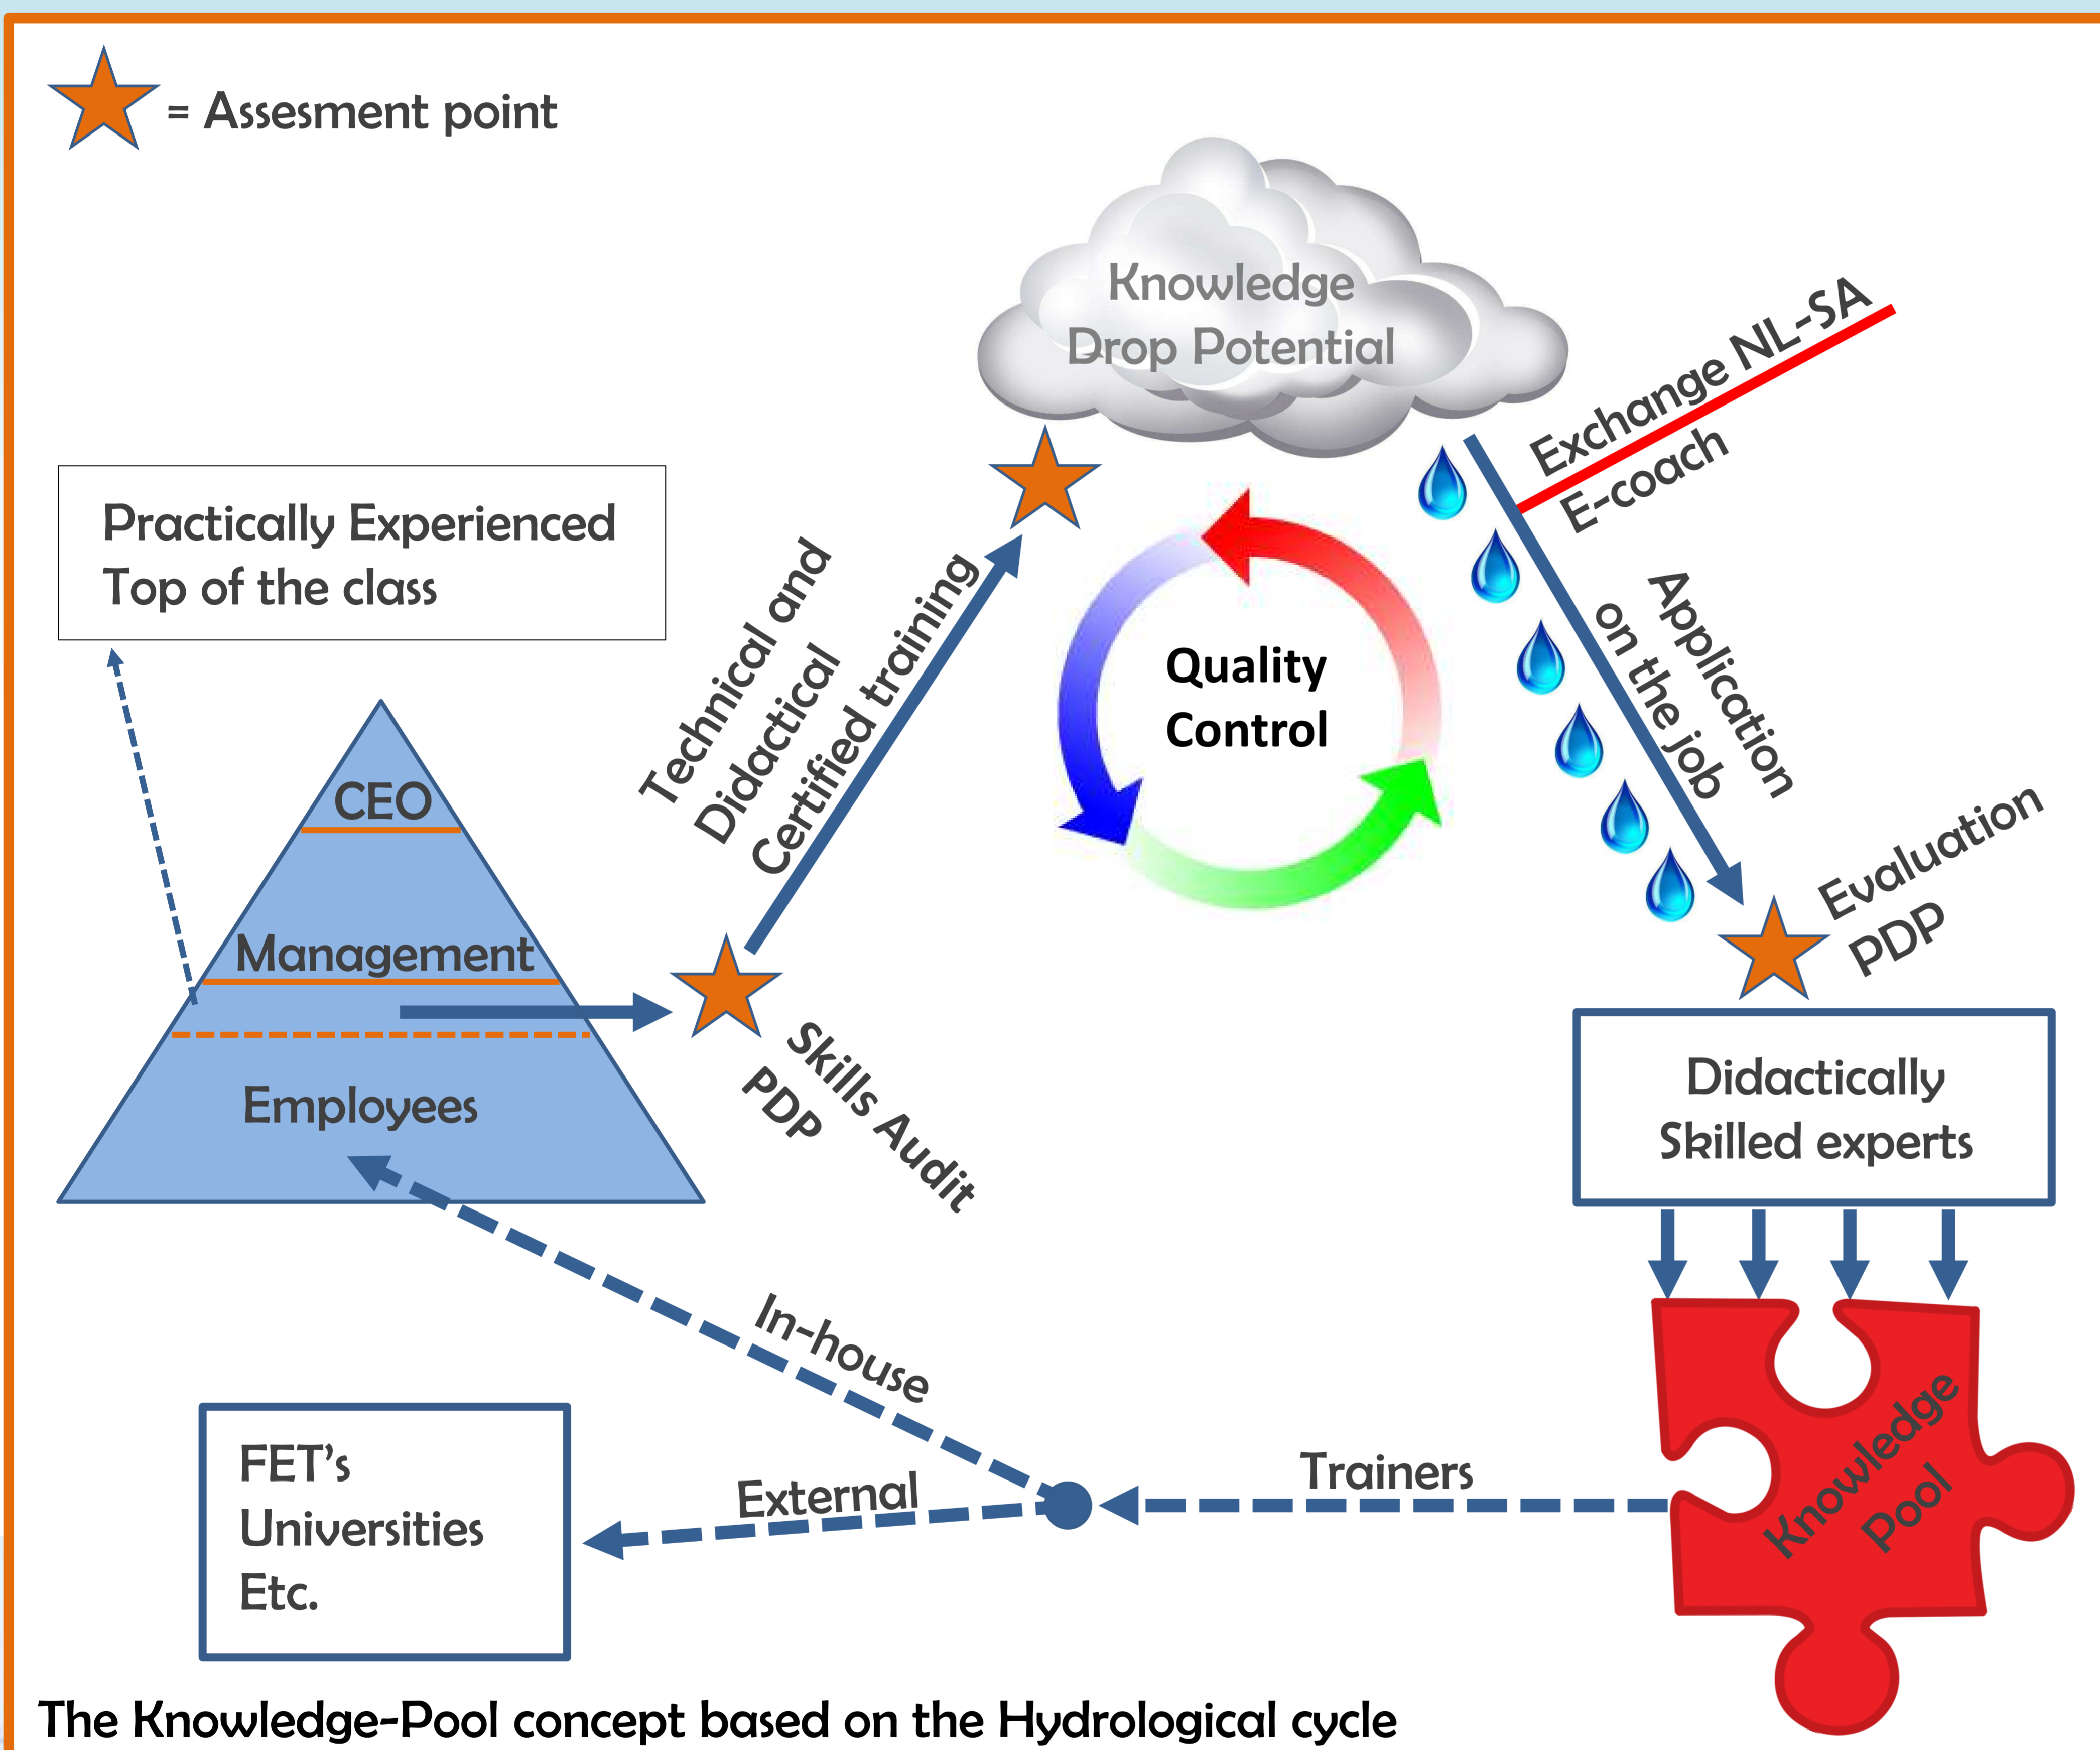 = Assesment point
Knowledge
Drop Potential
Exchange NL-SA
E-coach
Practically Experienced
Top of the class
Technical and
Didactical
Certified training
Quality
Control
Application
on the job
CEO
Management
Employees
Skills Audit
PDP
Evaluation
PDP
Didactically
Skilled experts
In-house
External
Trainers
Knowledge
Pool
FET's
Universities
Etc.
The Knowledge-Pool concept based on the Hydrological cycle